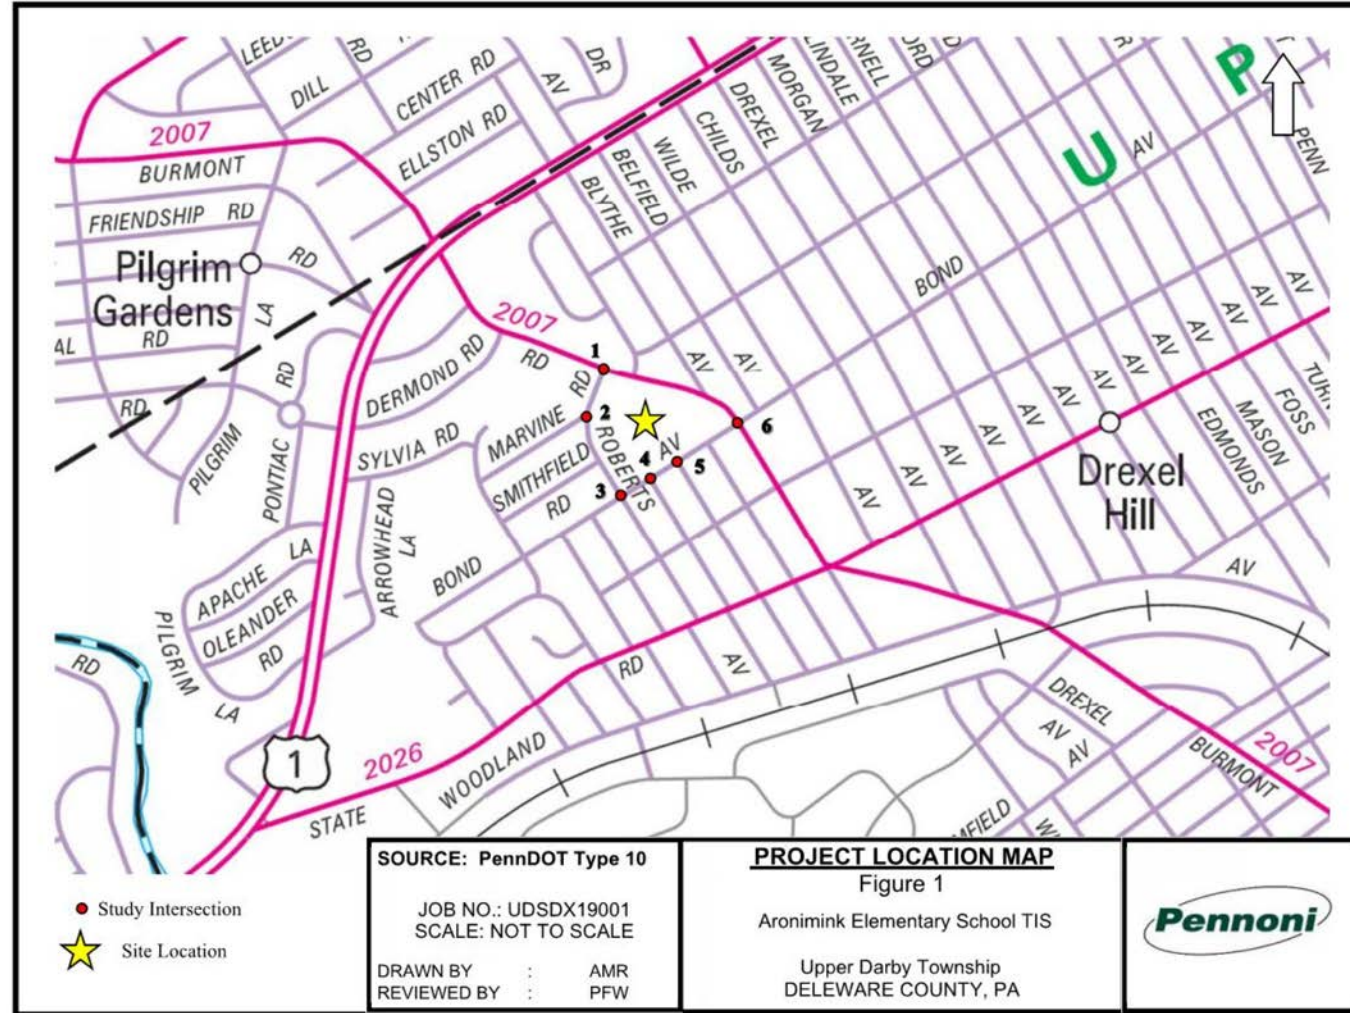 LEED
RD
DILL
CENTER RD
AV
DR
2007
BURMONT
ELLSTON RD
FRIENDSHIP RD
RD
Pilgrim
Gardens
LA
RD
RD
RD
PILGRIM
PONTIAC
BLYTHE
BELFIELD
WILDE
CHILDS
DREXEL
MORGAN
LINDALE
RNELL
ORD
P
U
AV
PENN
BOND
2007
RD
DERMOND RD
SYLVIA RD
1
RD
2
MARVINE
SMITHFIELD
RD
ROBERTS
3
4
AV
5
6
AV
AV
AV
AV
AV
AV
AV
AV
AV
AV
AV
AV
AV
AV
EDMONDS
MASON
FOSS
TURN
Drexel
Hill
ARROWHEAD
LA
BOND
APACHE LA
OLEANDER
RD
PILGRIM
LA
RD
1
2026
STATE
RD
AV
WOODLAND
AV
DREXEL
AV
AV
BURMONT
2007
MFIELD
Study Intersection
Site Location
SOURCE: PennDOT Type 10
JOB NO.: UDSDX19001
SCALE: NOT TO SCALE
DRAWN BY : AMR
REVIEWED BY : PFW
PROJECT LOCATION MAP
Figure 1
Aronimink Elementary School TIS
Upper Darby Township
DELEWARE COUNTY, PA
Pennoni